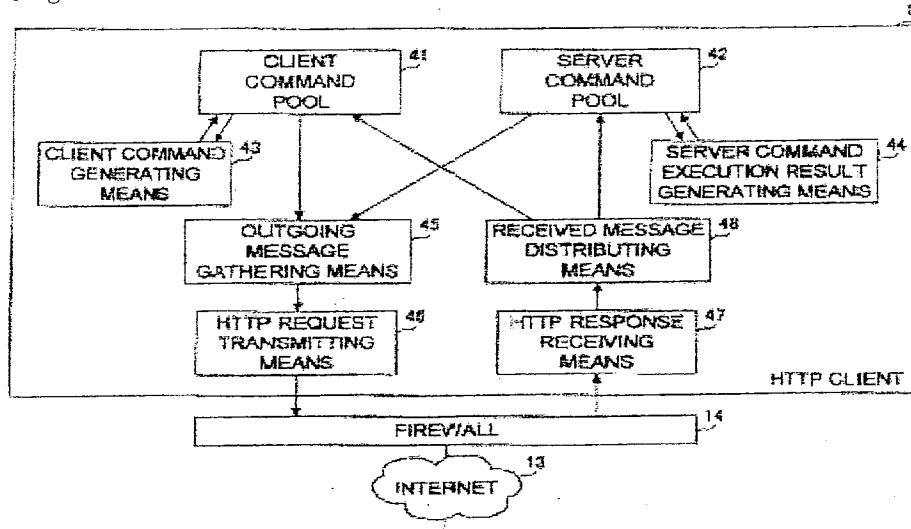 CLIENT
COMMAND
POOL
41
SERVER
COMMAND
POOL
42
CLIENT COMMAND
GENERATING
MEANS
43
SERVER COMMAND
EXECUTION RESULT
GENERATING MEANS
44
OUTGOING
MESSAGE
GATHERING MEANS
45
RECEIVED MESSAGE
DISTRIBUTING
MEANS
48
HTTP REQUEST
TRANSMITTING
MEANS
46
HTTP RESPONSE
RECEIVING
MEANS
47
HTTP CLIENT
FIREWALL
14
INTERNET
13